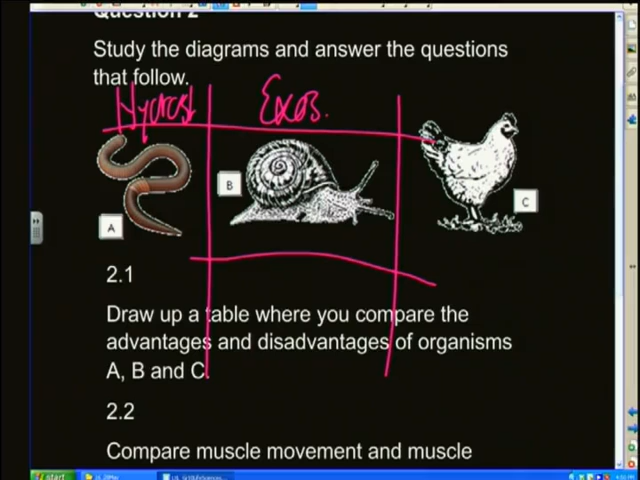 Question 2
Study the diagrams and answer the questions
that follow.
Hydrost Exos.
A
B
C
2.1
Draw up a table where you compare the
advantages and disadvantages of organisms
A, B and C.
2.2
Compare muscle movement and muscle
start